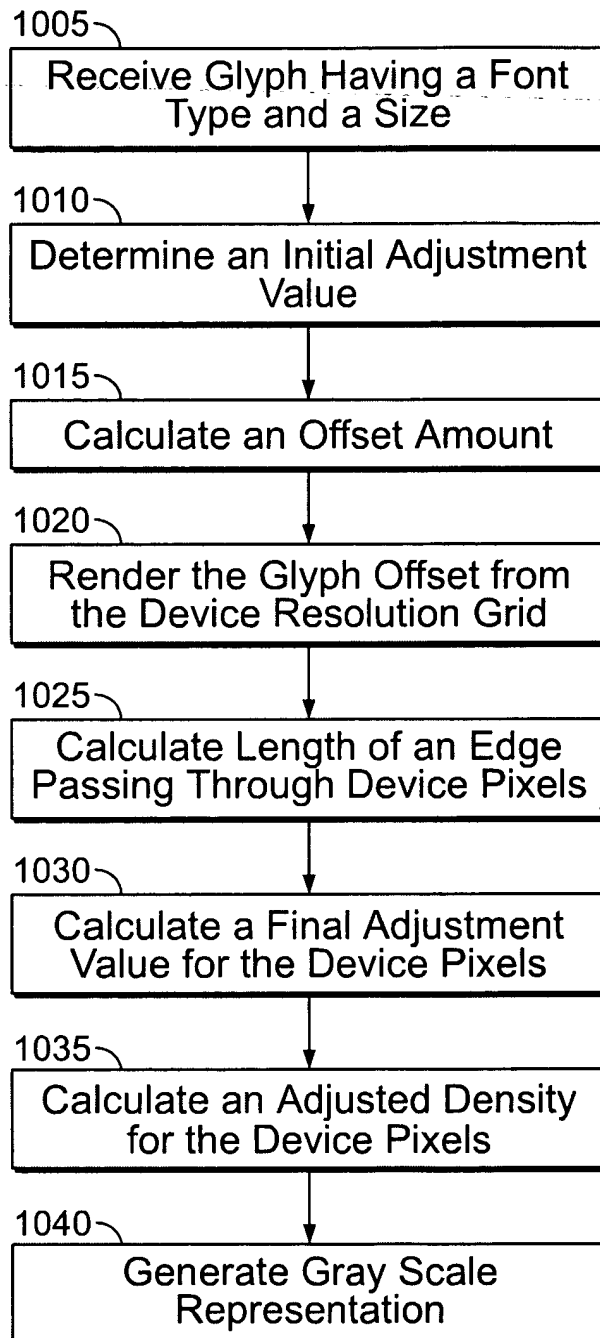 1005
Receive Glyph Having a Font
Type and a Size
1010
Determine an Initial Adjustment
Value
1015
Calculate an Offset Amount
1020
Render the Glyph Offset from
the Device Resolution Grid
1025
Calculate Length of an Edge
Passing Through Device Pixels
1030
Calculate a Final Adjustment
Value for the Device Pixels
1035
Calculate an Adjusted Density
for the Device Pixels
1040
Generate Gray Scale
Representation